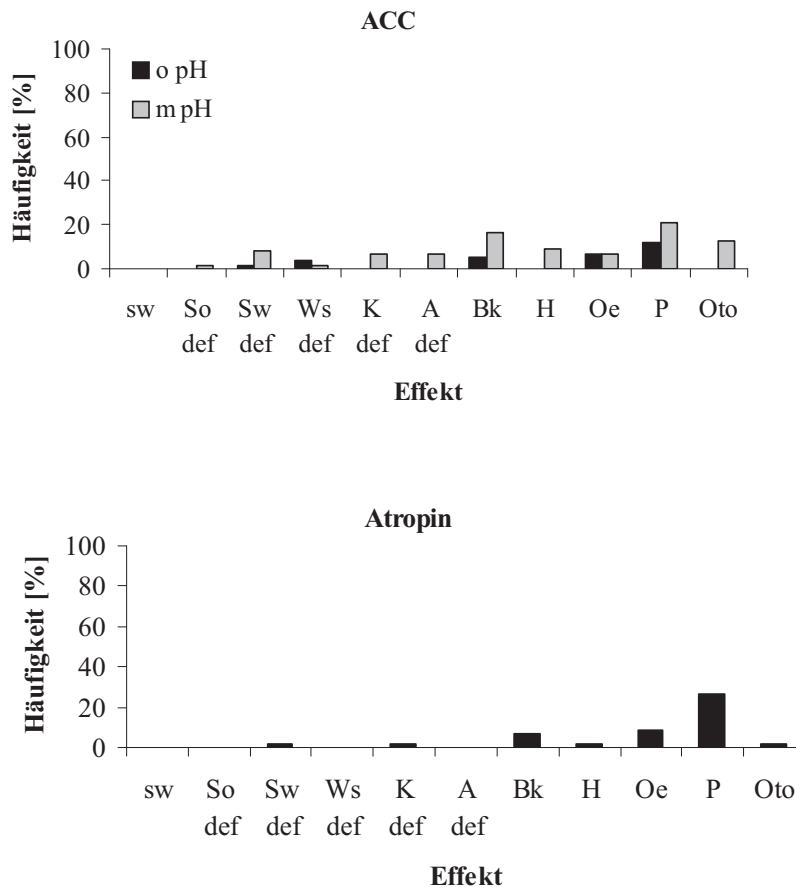 ACC
Häufigkeit [%]
100
80
60
40
20
0
o pH
m pH
sw So Sw Ws K A Bk H Oe P Oto
def def def def def
Effekt
Atropin
Häufigkeit [%]
100
80
60
40
20
0
sw So Sw Ws K A Bk H Oe P Oto
def def def def def
Effekt